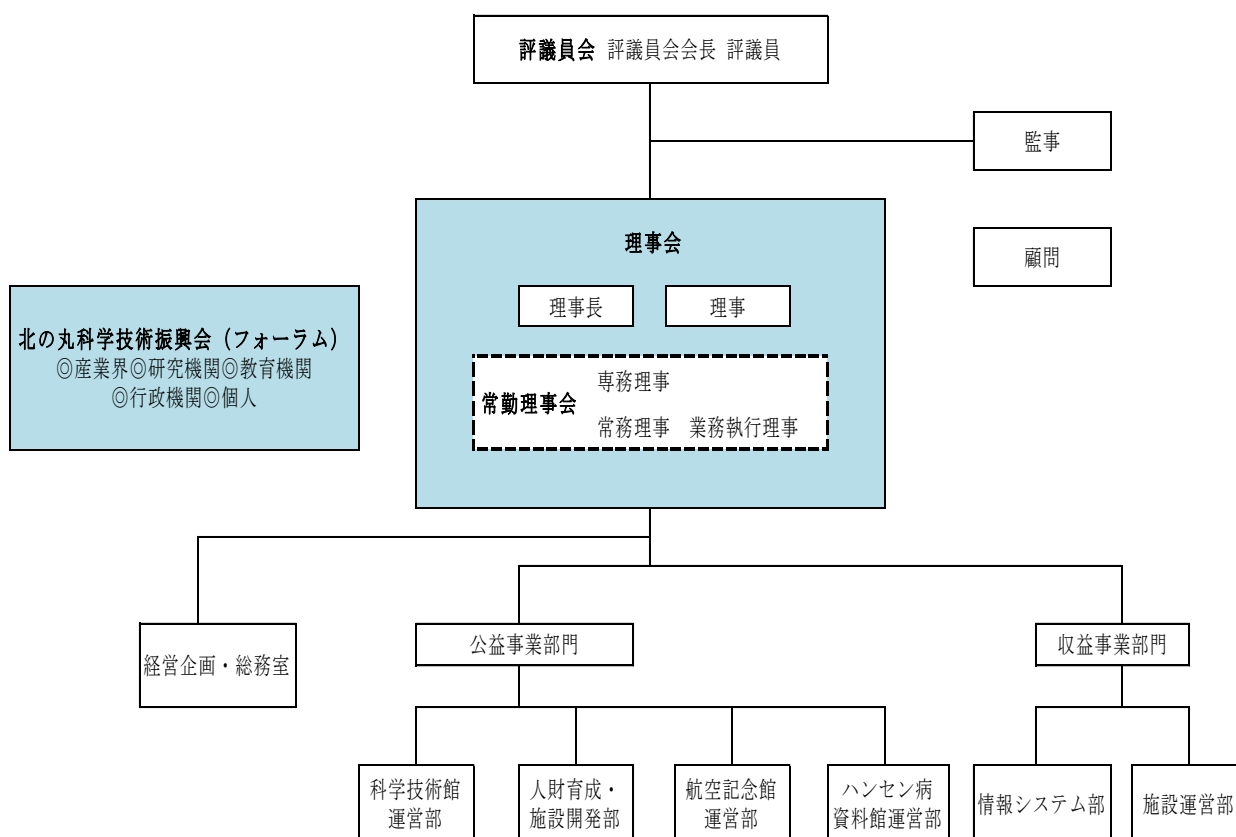 評議員会 評議員会会長 評議員
監事
理事会
顧問
理事長 理事
北の丸科学技術振興会（フォーラム）
◎産業界◎研究機関◎教育機関
◎行政機関◎個人
専務理事
常勤理事会
常務理事 業務執行理事
経営企画・総務室
公益事業部門
収益事業部門
科学技術館
運営部
人財育成・
施設開発部
航空記念館
運営部
ハンセン病
資料館運営部
情報システム部
施設運営部